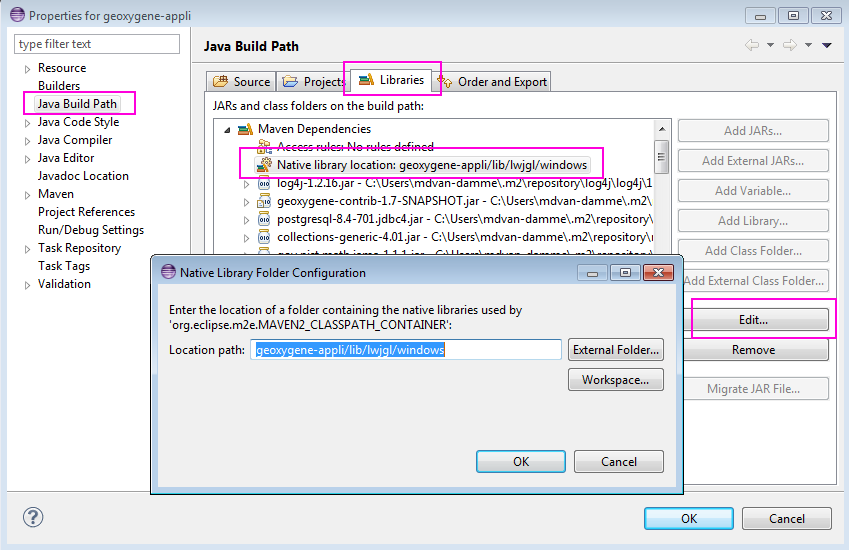 Properties for geoxygene-appli
type filter text
Resource
Builders
Java Build Path
Java Code Style
Java Compiler
Java Editor
Javadoc Location
Maven
Project References
Run/Debug Settings
Task Repository
Task Tags
Validation
Java Build Path
Source
Projects
Libraries
Order and Export
JARs and class folders on the build path:
Maven Dependencies
Access rules: No rules defined
Native library location: geoxygene-appli/lib/lwjgl/windows
log4j-1.2.16.jar - C:\Users\mdvan-damme\.m2\repository\log4j\log4j\1
geoxygene-contrib-1.7-SNAPSHOT.jar - C:\Users\mdvan-damme\.m2\
postgresql-8.4-701.jdbc4.jar - C:\Users\mdvan-damme\.m2\repository\
collections-generic-4.01.jar - C:\Users\mdvan-damme\.m2\repository\n
Add JARs...
Add External JARs...
Add Variable...
Add Library...
Add Class Folder...
Add External Class Folder...
Edit...
Remove
Migrate JAR File...
Native Library Folder Configuration
Enter the location of a folder containing the native libraries used by
'org.eclipse.m2e.MAVEN2_CLASSPATH_CONTAINER':
Location path:
geoxygene-appli/lib/lwjgl/windows
External Folder...
Workspace...
OK
Cancel
OK
Cancel